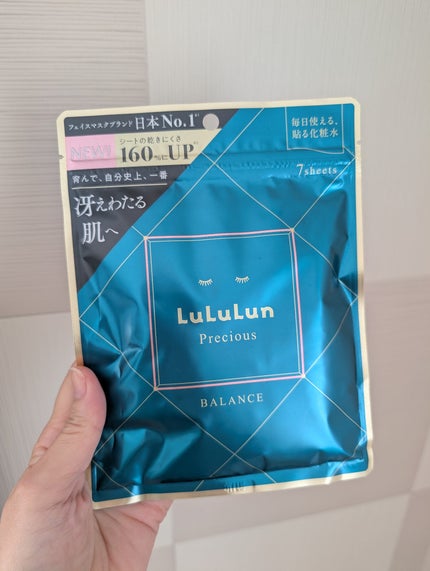 フェイスマスクブランド 日本No.1
毎日使える、
貼る化粧水
NEW!
シートの乾きにくさ
160%に UP
7sheets
育んで、自分史上、一番
冴えわたる
肌へ
LuLuLun
Precious
BALANCE